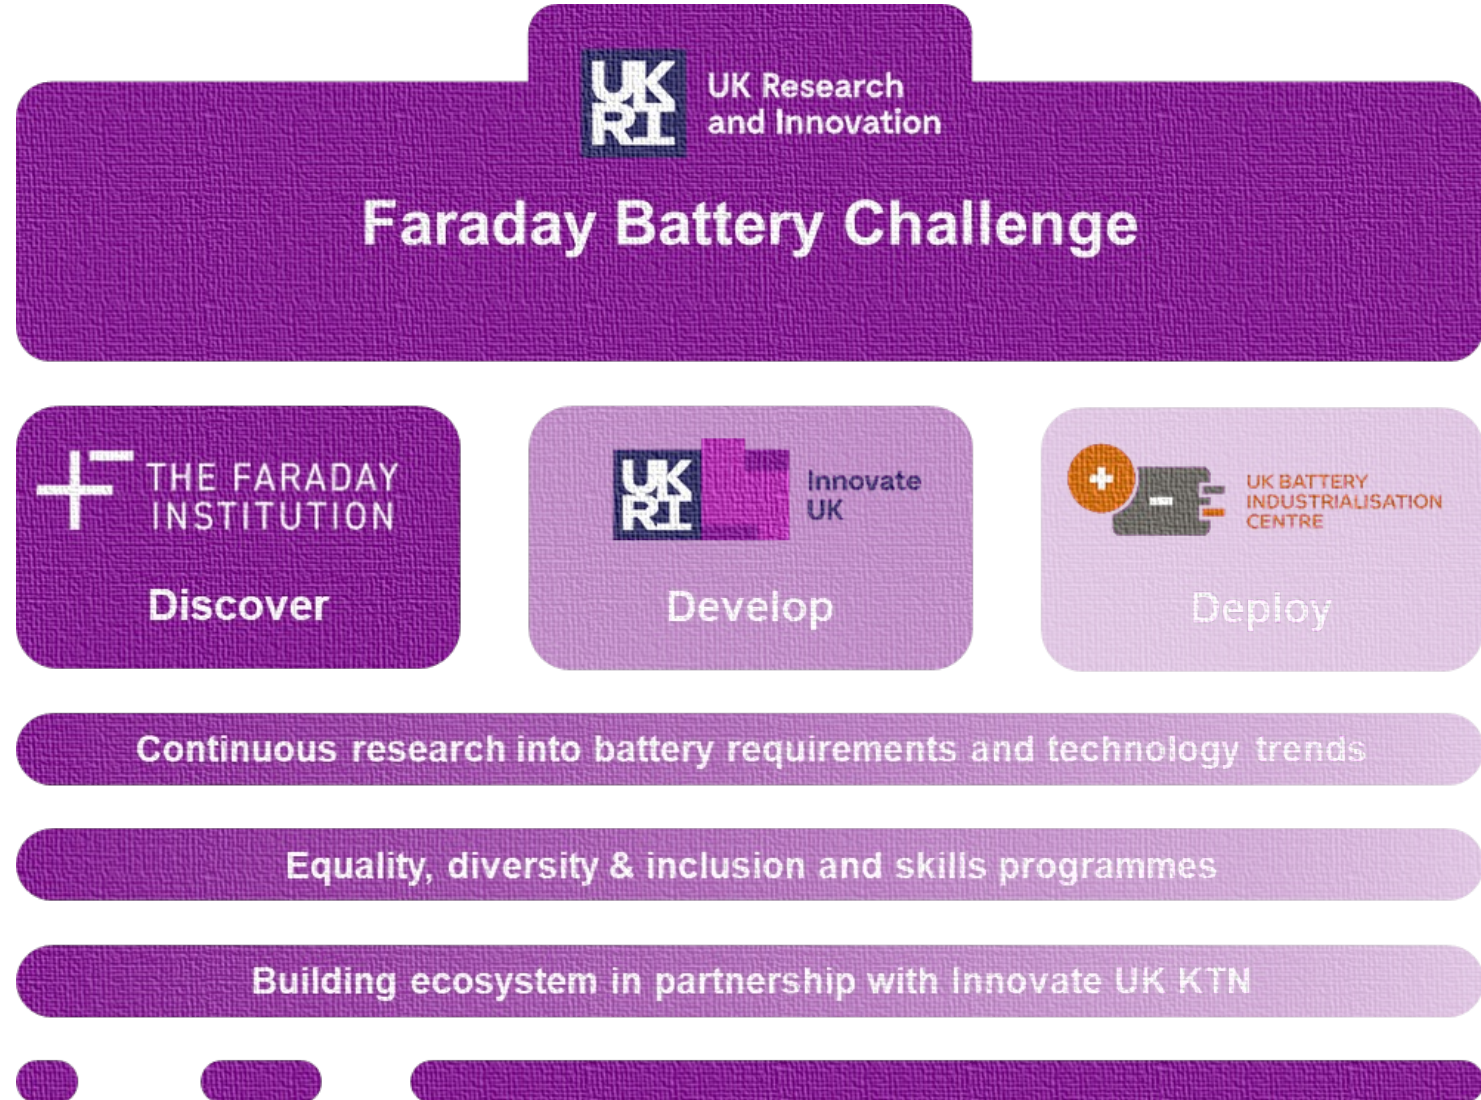 UK
RI
UK Research
and Innovation
Faraday Battery Challenge
THE FARADAY
INSTITUTION
Discover
UK
RI
Innovate
UK
Develop
UK BATTERY
INDUSTRIALISATION
CENTRE
Deploy
Continuous research into battery requirements and technology trends
Equality, diversity & inclusion and skills programmes
Building ecosystem in partnership with Innovate UK KTN